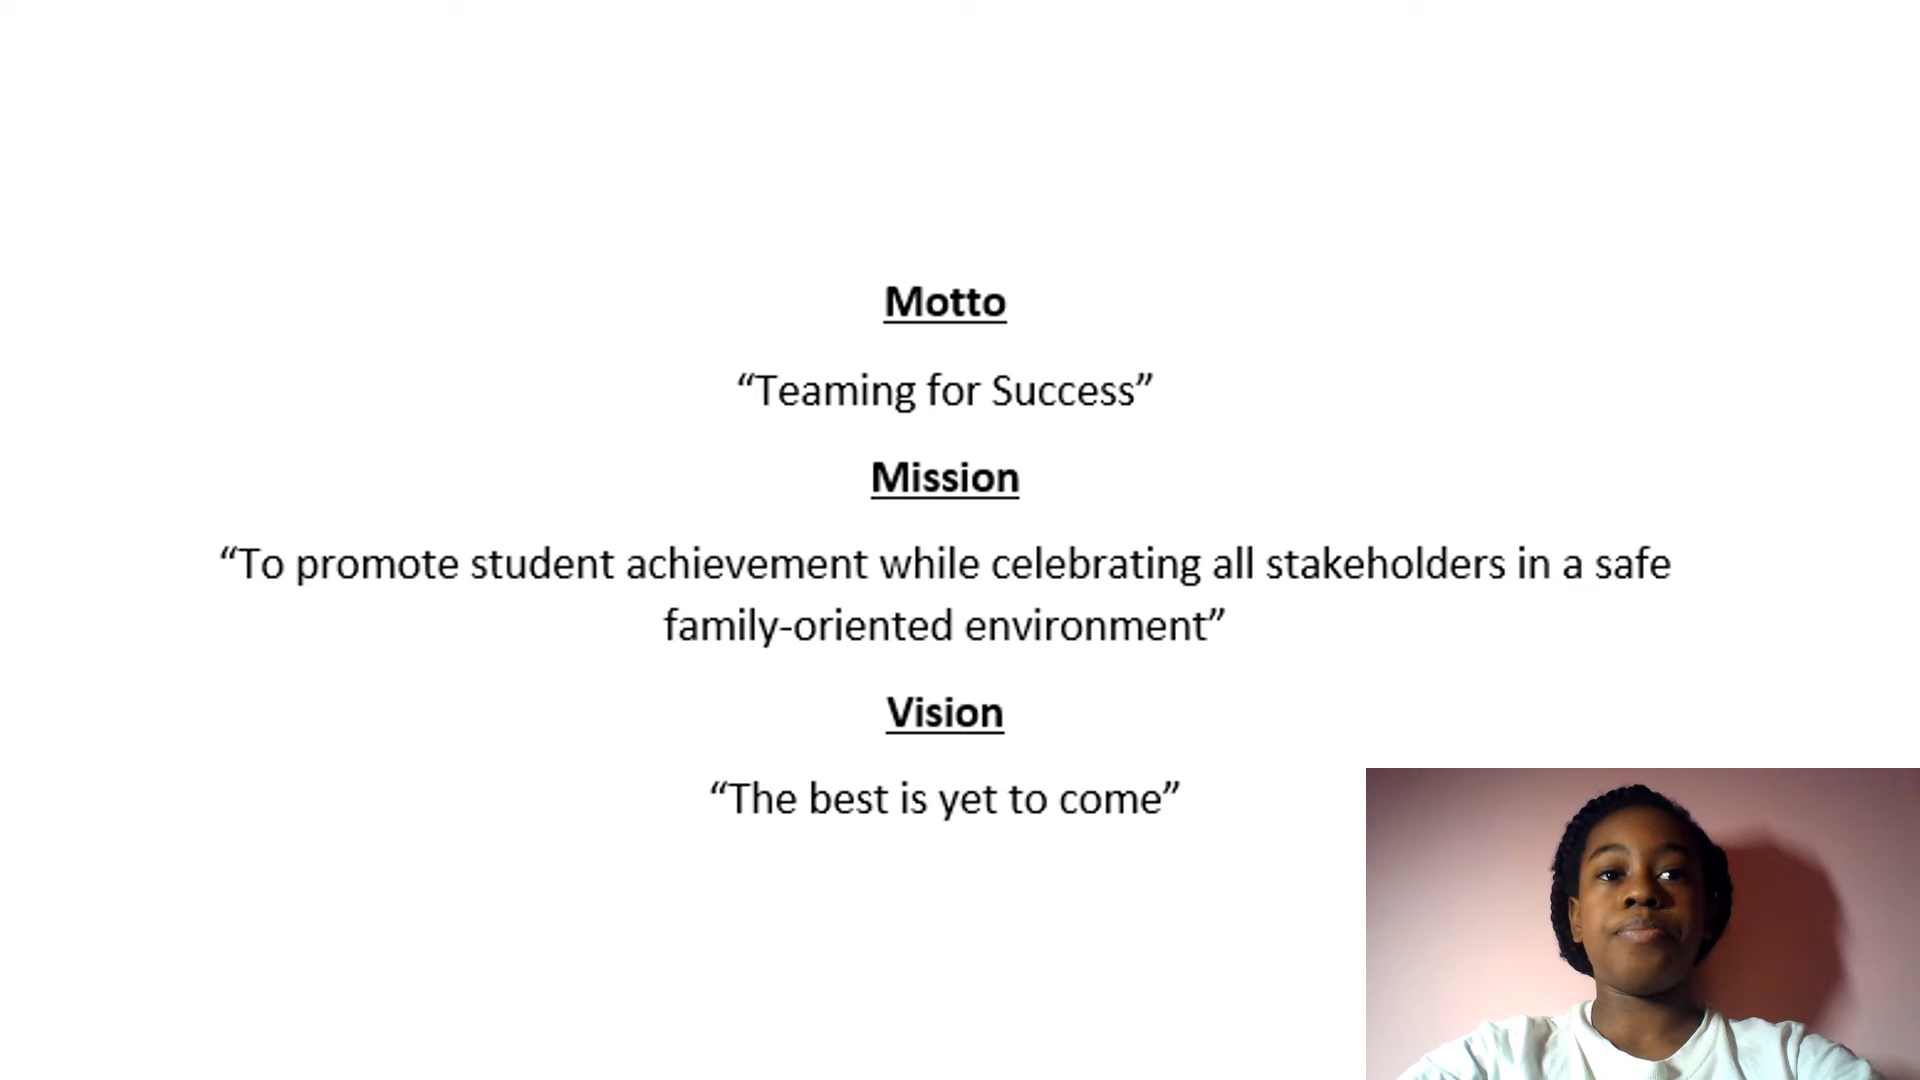 Motto
“Teaming for Success”
Mission
“To promote student achievement while celebrating all stakeholders in a safe
family-oriented environment”
Vision
“The best is yet to come”